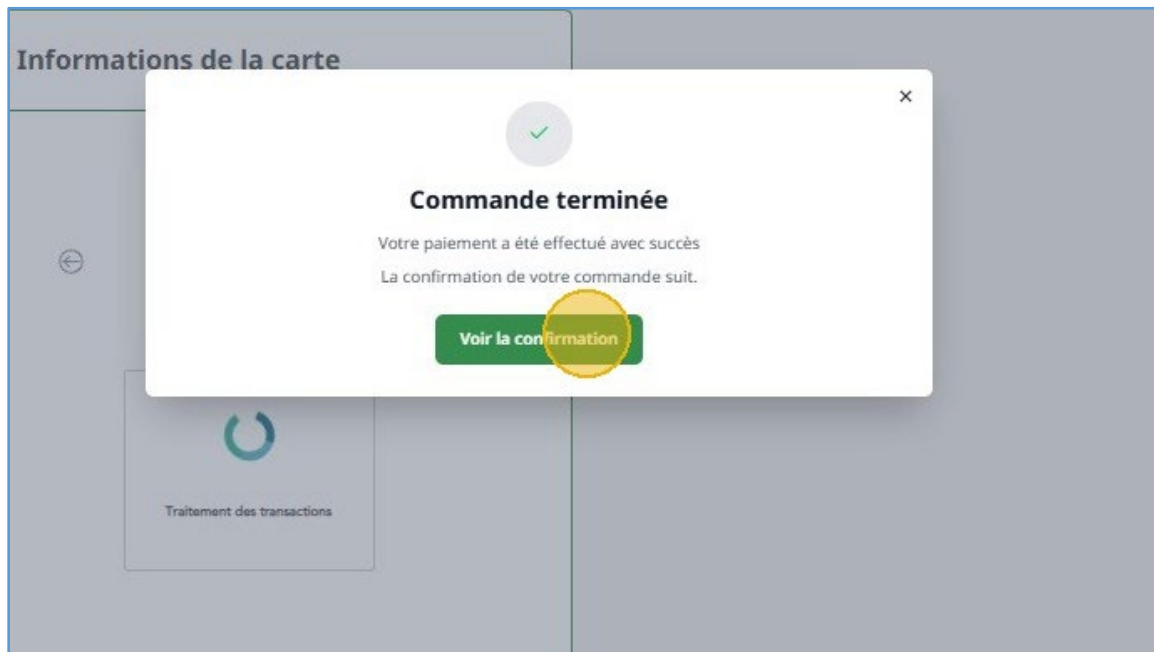 Informations de la carte
Commande terminée
Votre paiement a été effectué avec succès
La confirmation de votre commande suit.
Voir la confirmation
Traitement des transactions